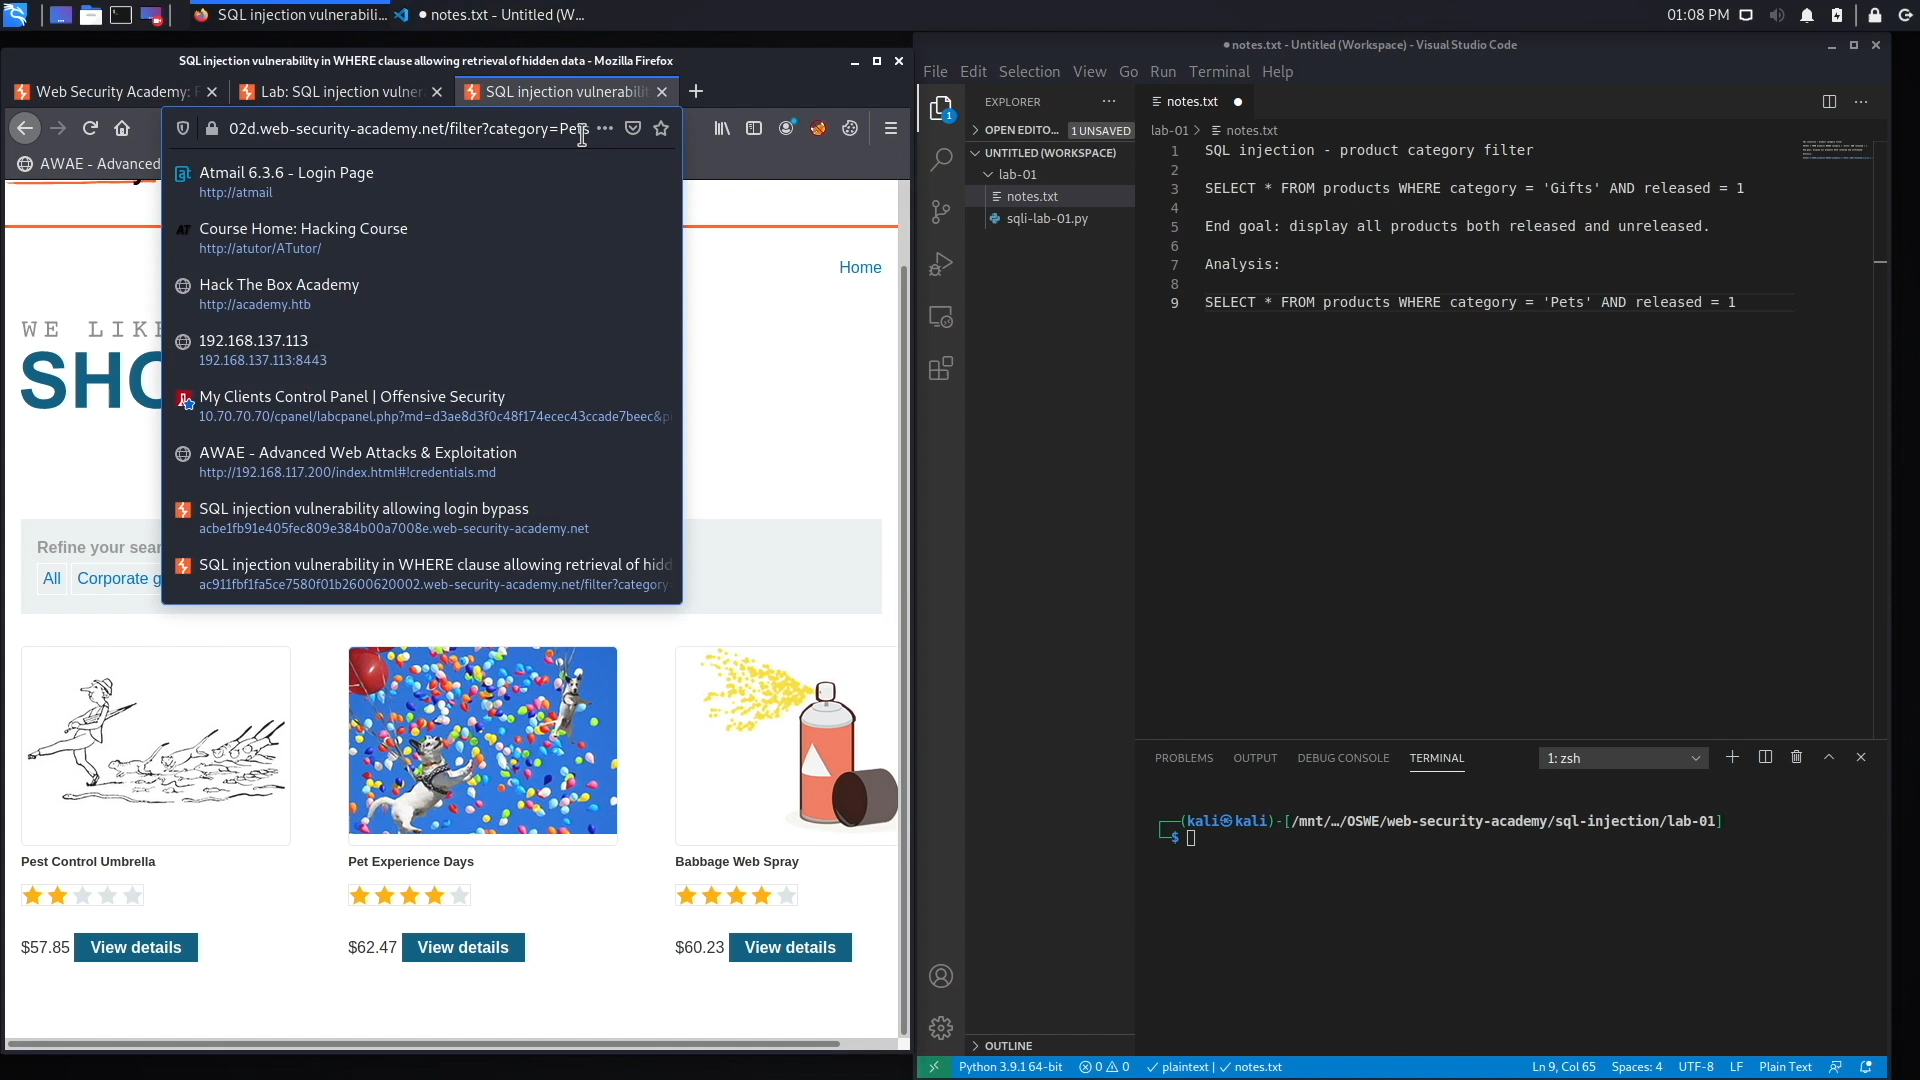 SQL injection vulnerabili...
● notes.txt - Untitled (W...
01:08 PM
SQL injection vulnerability in WHERE clause allowing retrieval of hidden data - Mozilla Firefox
Web Security Academy: F
Lab: SQL injection vulner
SQL injection vulnerabilit
02d.web-security-academy.net/filter?category=Pets
AWAE - Advanced
Atmail 6.3.6 - Login Page
http://atmail
Course Home: Hacking Course
http://atutor/ATutor/
Hack The Box Academy
http://academy.htb
192.168.137.113
192.168.137.113:8443
My Clients Control Panel | Offensive Security
10.70.70.70/cpanel/labcpanel.php?md=d3ae8d3f0c48f174ecec43ccade7beec&p
AWAE - Advanced Web Attacks & Exploitation
http://192.168.117.200/index.html#!credentials.md
SQL injection vulnerability allowing login bypass
acbe1fb91e405fec809e384b00a7008e.web-security-academy.net
SQL injection vulnerability in WHERE clause allowing retrieval of hidd
ac911fbf1fa5ce7580f01b2600620002.web-security-academy.net/filter?category
Home
WE LIKE
SHO
Refine your sear
All
Corporate g
Pest Control Umbrella
Pet Experience Days
Babbage Web Spray
$57.85 View details
$62.47 View details
$60.23 View details
● notes.txt - Untitled (Workspace) - Visual Studio Code
File Edit Selection View Go Run Terminal Help
1
EXPLORER
OPEN EDITO... 1 UNSAVED
UNTITLED (WORKSPACE)
lab-01
notes.txt
sqli-lab-01.py
OUTLINE
notes.txt ●
lab-01 > notes.txt
1 SQL injection - product category filter
2
3 SELECT * FROM products WHERE category = 'Gifts' AND released = 1
4
5 End goal: display all products both released and unreleased.
6
7 Analysis:
8
9 SELECT * FROM products WHERE category = 'Pets' AND released = 1
PROBLEMS OUTPUT DEBUG CONSOLE TERMINAL
1: zsh
(kali㉿kali)-[/mnt/…/OSWE/web-security-academy/sql-injection/lab-01]
$
Python 3.9.1 64-bit
0 0
plaintext | notes.txt
Ln 9, Col 65
Spaces: 4
UTF-8
LF
Plain Text